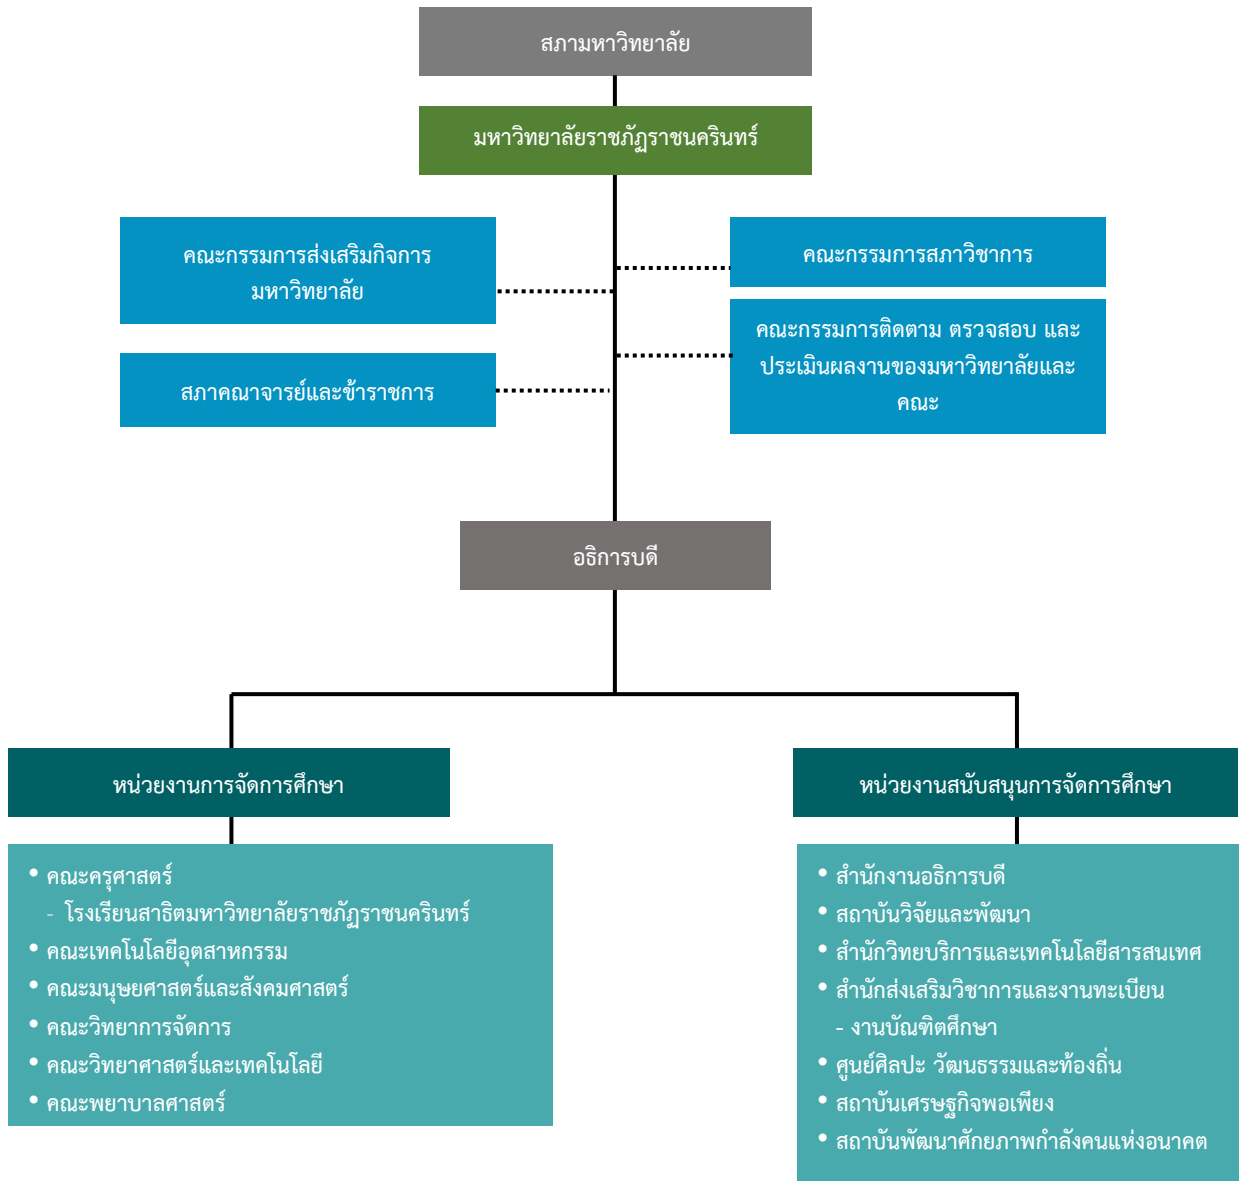 สภามหาวิทยาลัย
มหาวิทยาลัยราชภัฏราชนครินทร์
คณะกรรมการส่งเสริมกิจการ
มหาวิทยาลัย
คณะกรรมการสภาวิชาการ
คณะกรรมการติดตาม ตรวจสอบ และ
ประเมินผลงานของมหาวิทยาลัยและ
คณะ
สภาคณาจารย์และข้าราชการ
อธิการบดี
หน่วยงานการจัดการศึกษา
• คณะครุศาสตร์
- โรงเรียนสาธิตมหาวิทยาลัยราชภัฏราชนครินทร์
• คณะเทคโนโลยีอุตสาหกรรม
• คณะมนุษยศาสตร์และสังคมศาสตร์
• คณะวิทยาการจัดการ
• คณะวิทยาศาสตร์และเทคโนโลยี
• คณะพยาบาลศาสตร์
หน่วยงานสนับสนุนการจัดการศึกษา
• สำนักงานอธิการบดี
• สถาบันวิจัยและพัฒนา
• สำนักวิทยบริการและเทคโนโลยีสารสนเทศ
• สำนักส่งเสริมวิชาการและงานทะเบียน
- งานบัณฑิตศึกษา
• ศูนย์ศิลปะ วัฒนธรรมและท้องถิ่น
• สถาบันเศรษฐกิจพอเพียง
• สถาบันพัฒนาศักยภาพกำลังคนแห่งอนาคต